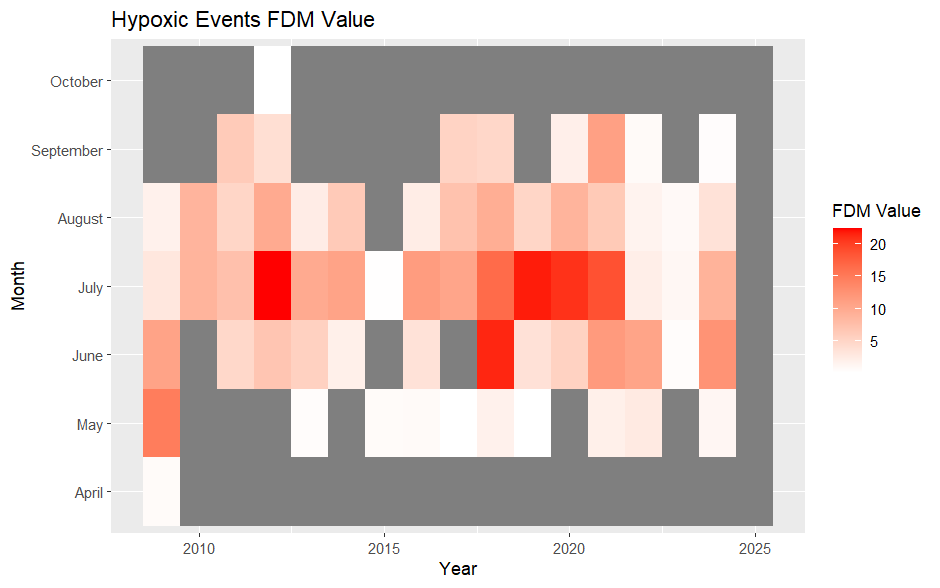 Hypoxic Events FDM Value
October
September
August
July
June
May
April
Month
2010
2015
2020
2025
Year
FDM Value
20
15
10
5